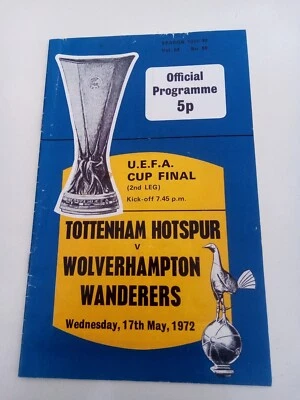 Official
Programme
5p
U.E.F.A.
CUP FINAL
(2nd LEG)
Kick-off 7.45 p.m.
TOTTENHAM HOTSPUR
v
WOLVERHAMPTON
WANDERERS
Wednesday, 17th May, 1972